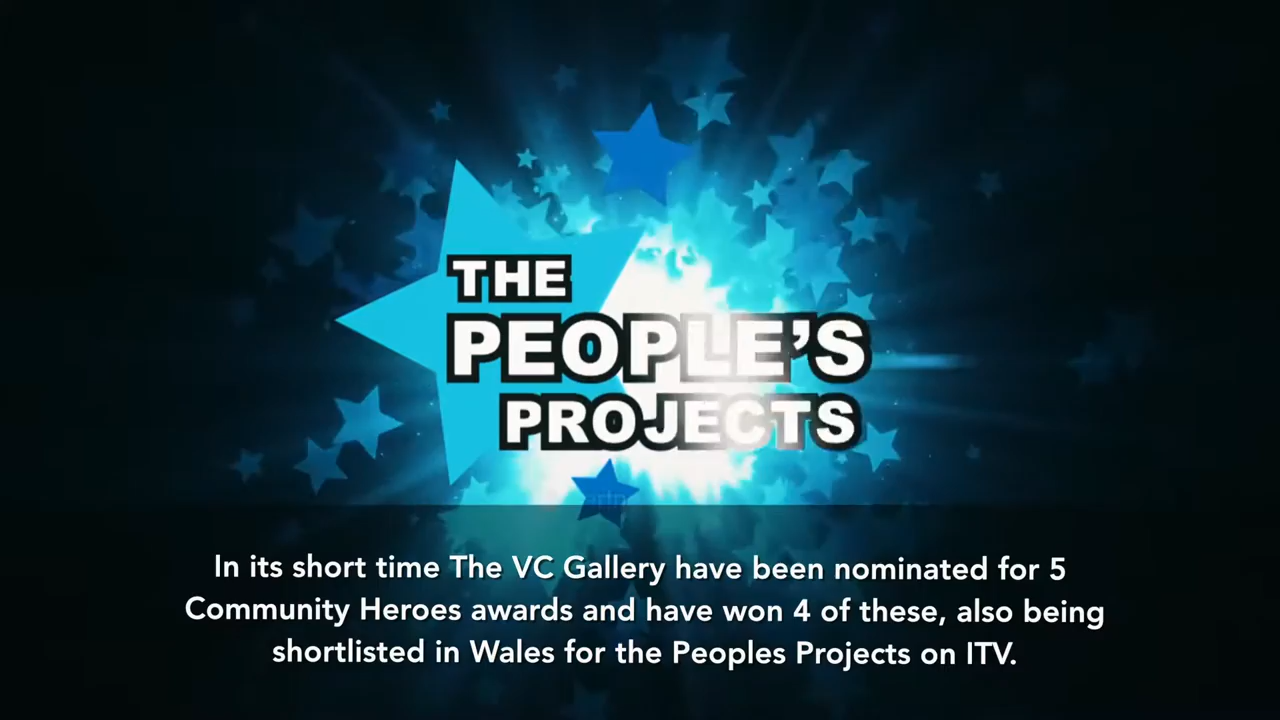 THE
PEOPLE'S
PROJECTS
In its short time The VC Gallery have been nominated for 5
Community Heroes awards and have won 4 of these, also being
shortlisted in Wales for the Peoples Projects on ITV.